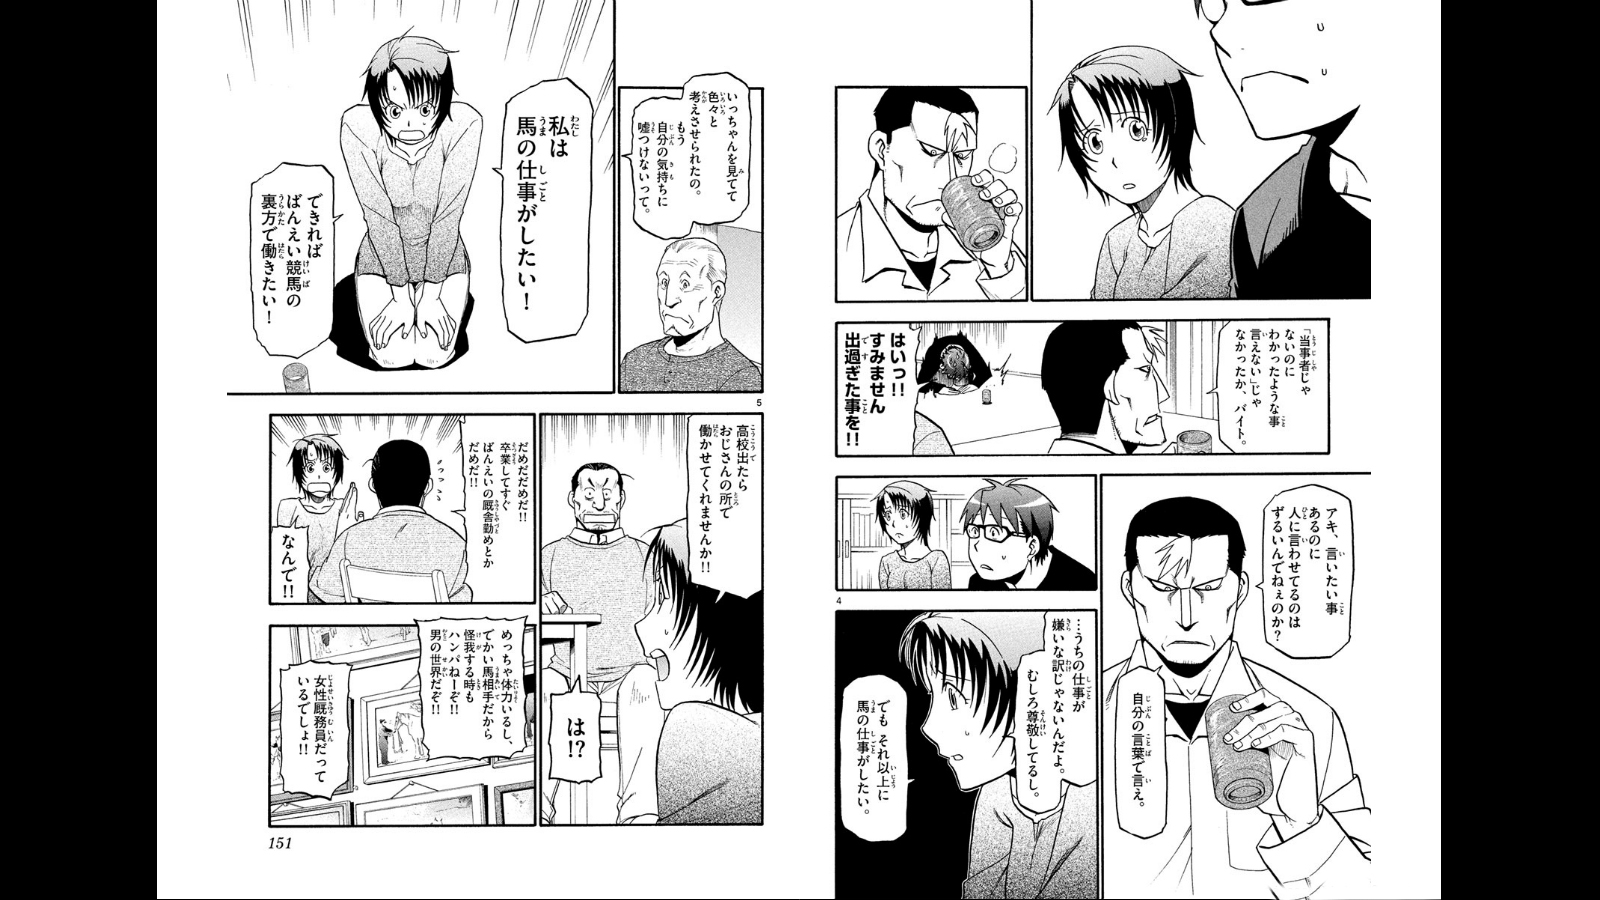 「当事者じゃ
ないのに
わかったような事
言えない」じゃ
なかったか、バイト。
はいっ!!
すみません
出過ぎた事を!!
アキ、言いたい事
あるのに
人に言わせてるのは
ずるいんでねぇのか?
自分の言葉で言え。
…うちの仕事が
嫌いな訳じゃないんだよ。
むしろ尊敬してるし。
でも それ以上に
馬の仕事がしたい。
4
いっちゃんを見てて
色々と
考えさせられたの。
もう
自分の気持ちに
嘘つけないって。
私は
馬の仕事がしたい!
できれば
ばんえい競馬の
裏方で働きたい!
5
高校出たら
おじさんの所で
働かせてくれませんか!!
は!?
だめだだめだ!!
卒業してすぐ
ばんえいの厩舎勤めとか
だめだ!!
なんで!!
めっちゃ体力いるし、
でかい馬相手だから
怪我する時も
ハンパねーぞ!!
男の世界だぞ!!
女性厩務員だって
いるでしょ!!
151